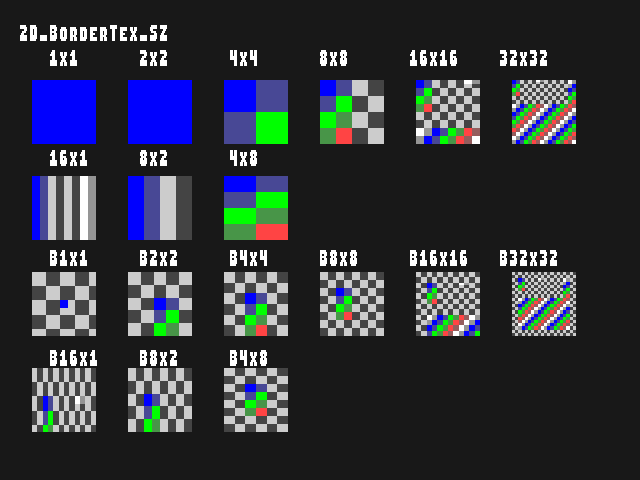 2D_BorderTex_SZ
1x1 2x2 4x4 8x8 16x16 32x32
16x1 8x2 4x8
B1x1 B2x2 B4x4 B8x8 B16x16 B32x32
B16x1 B8x2 B4x8